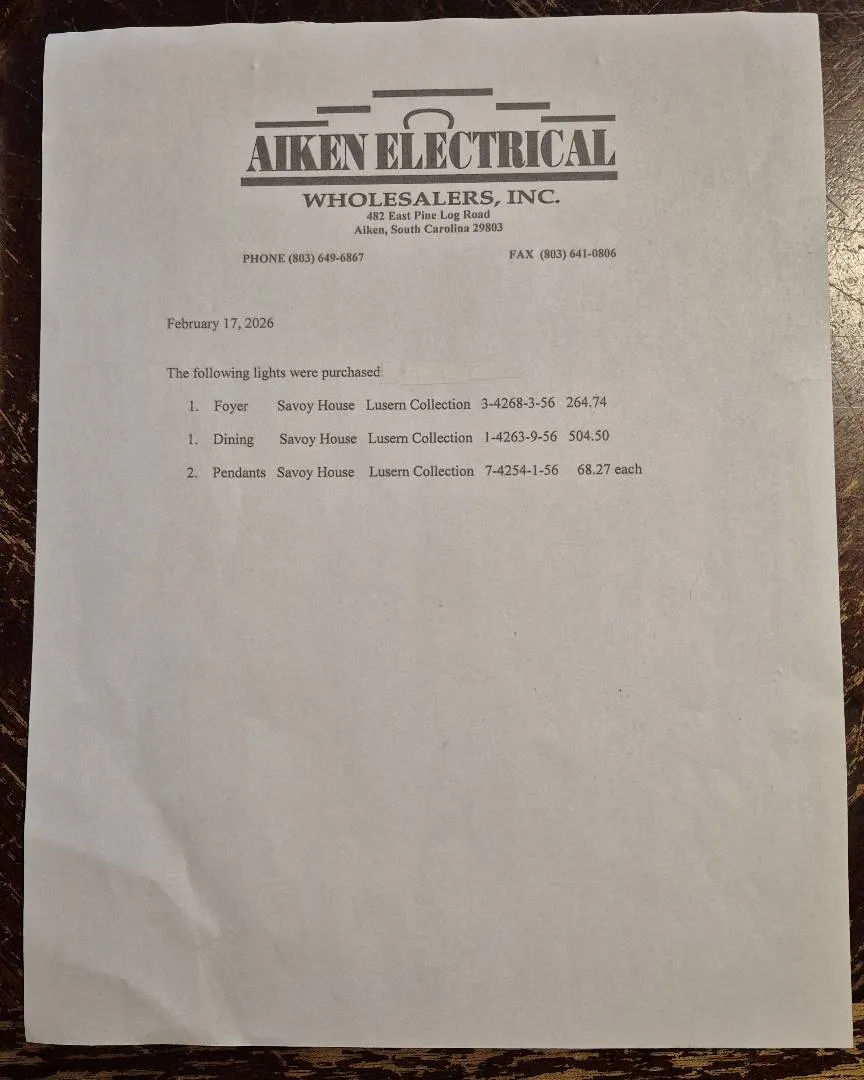 AIKEN ELECTRICAL
WHOLESALERS, INC.
482 East Pine Log Road
Aiken, South Carolina 29803
PHONE (803) 649-6867 FAX (803) 641-0806
February 17, 2026
The following lights were purchased
1. Foyer Savoy House Lusern Collection 3-4268-3-56 264.74
1. Dining Savoy House Lusern Collection 1-4263-9-56 504.50
2. Pendants Savoy House Lusern Collection 7-4254-1-56 68.27 each